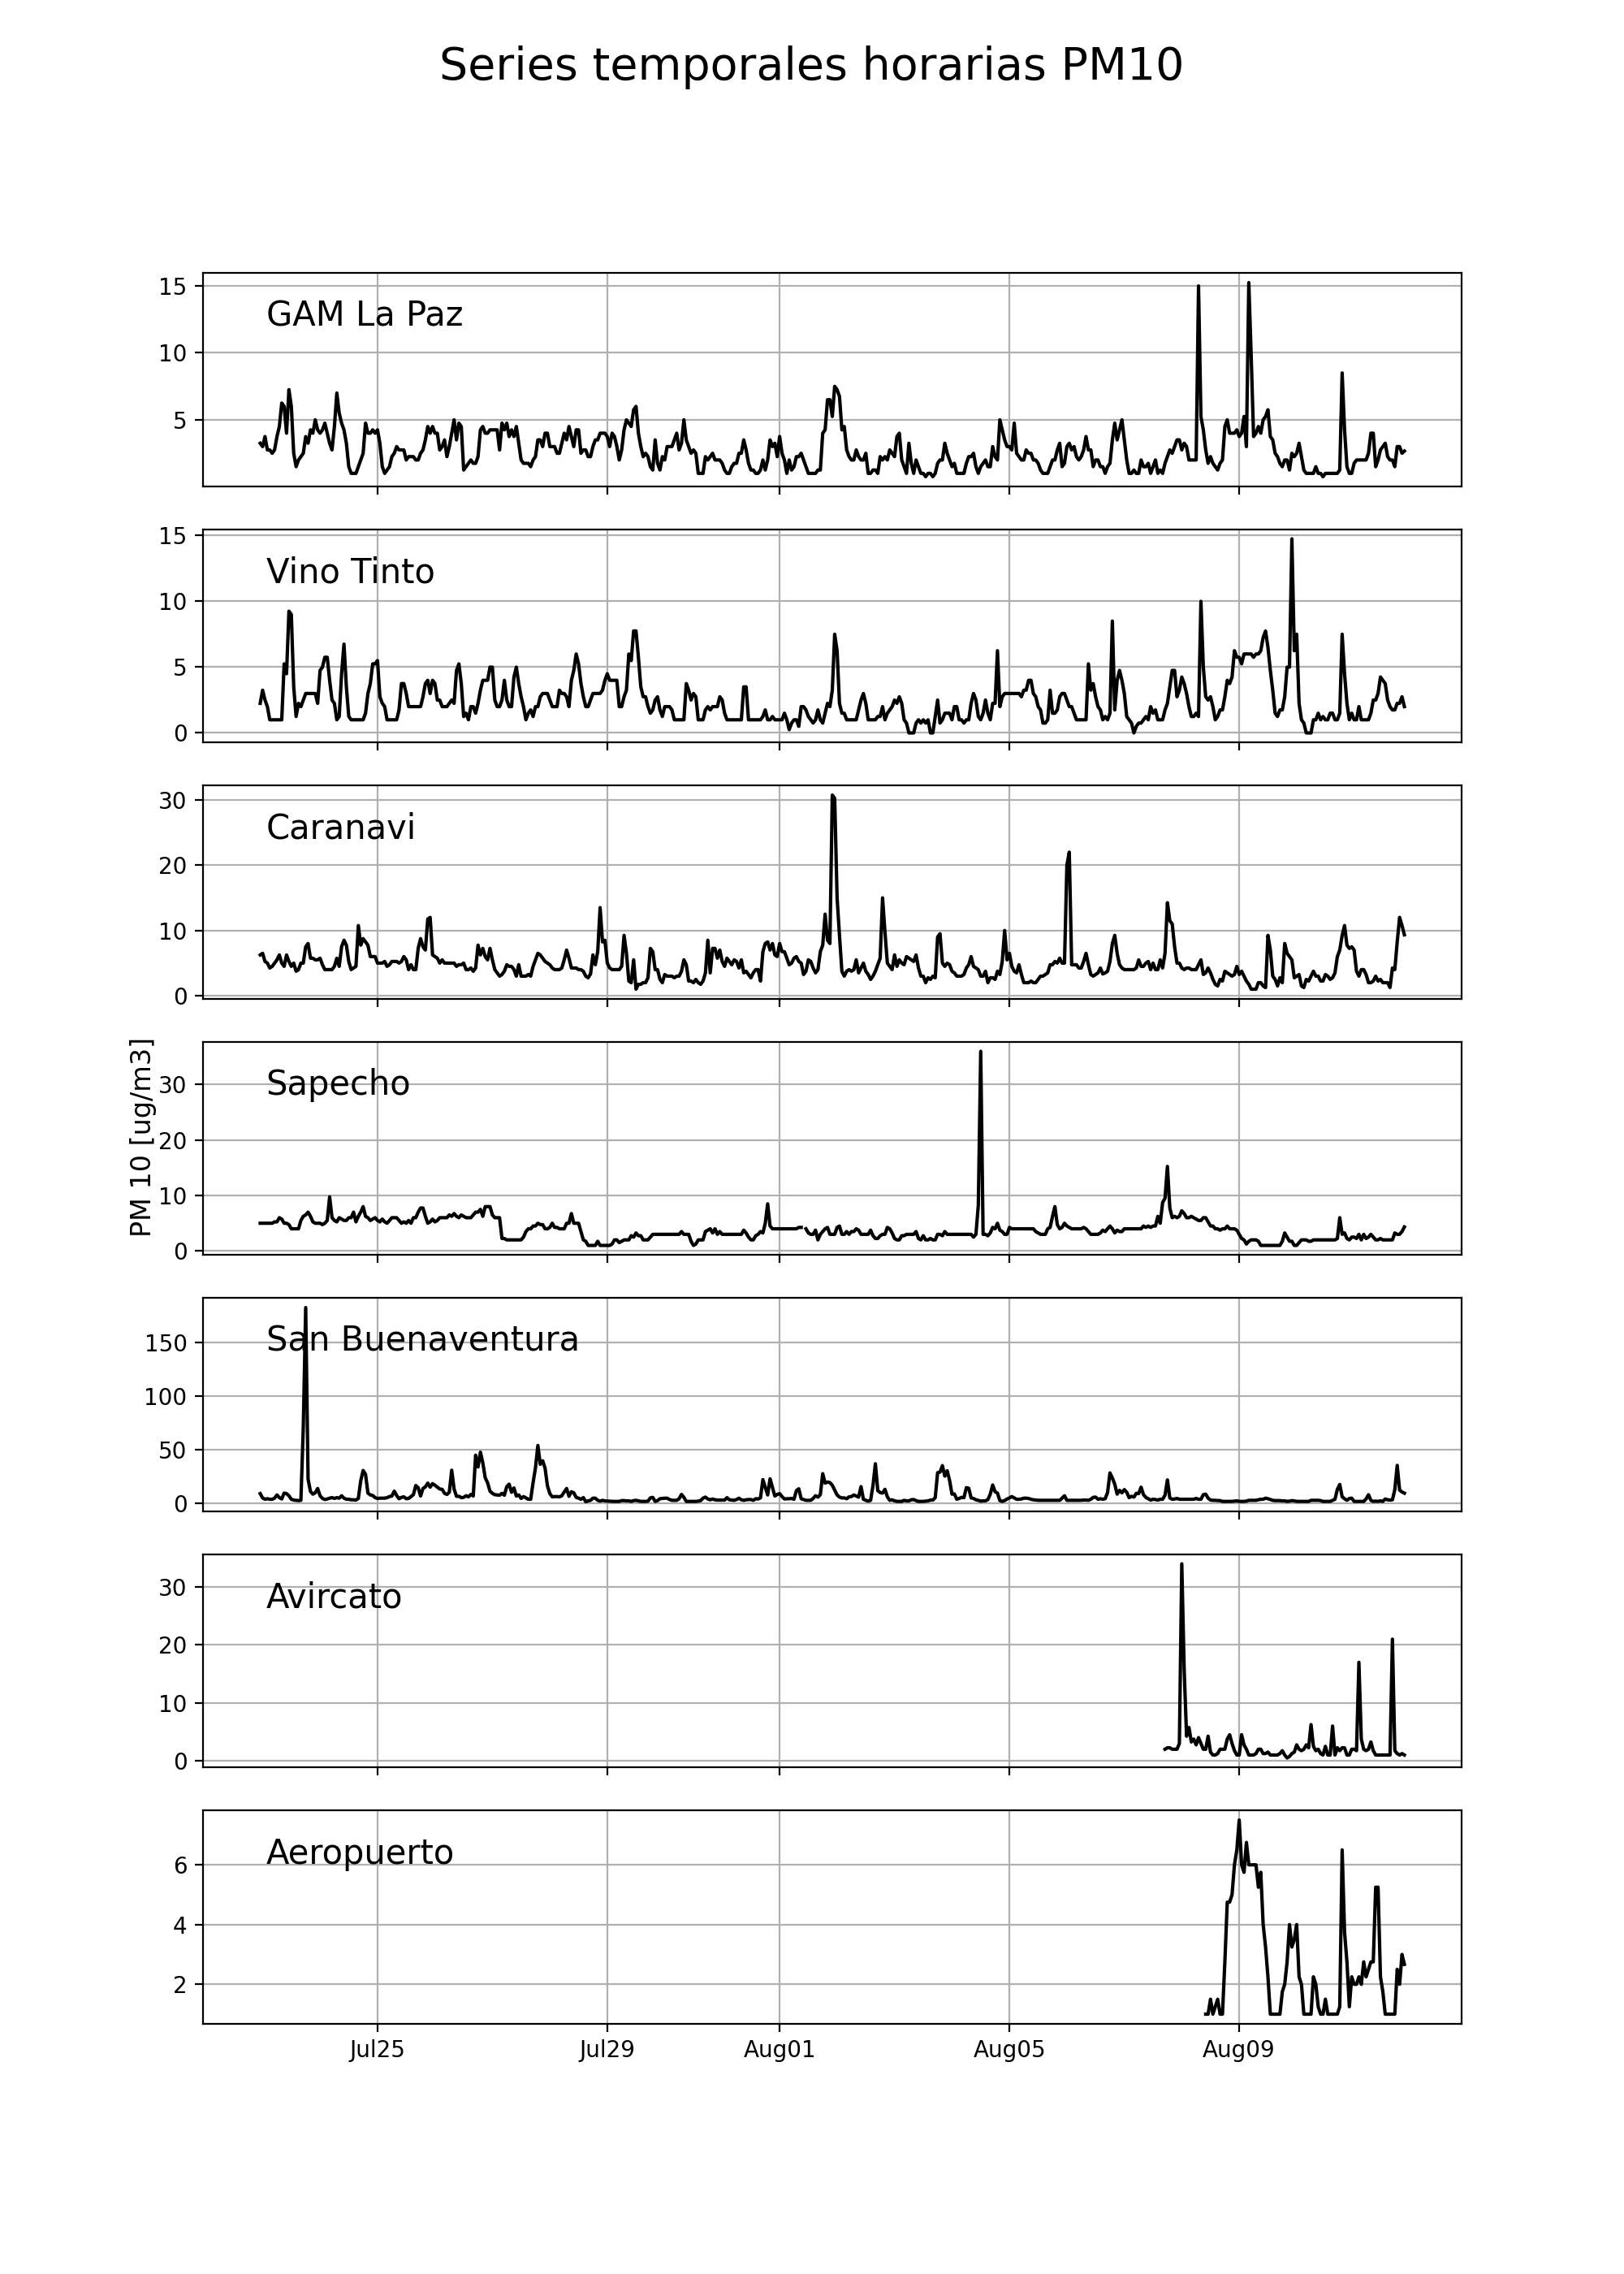 Series temporales horarias PM10
15
GAM La Paz
10
5
15
Vino Tinto
10
5
0
30
Caranavi
20
10
0
PM 10 [ug/m3]
30
Sapecho
20
10
0
150
San Buenaventura
100
50
0
30
Avircato
20
10
0
Aeropuerto
6
4
2
Jul25 Jul29 Aug01 Aug05 Aug09